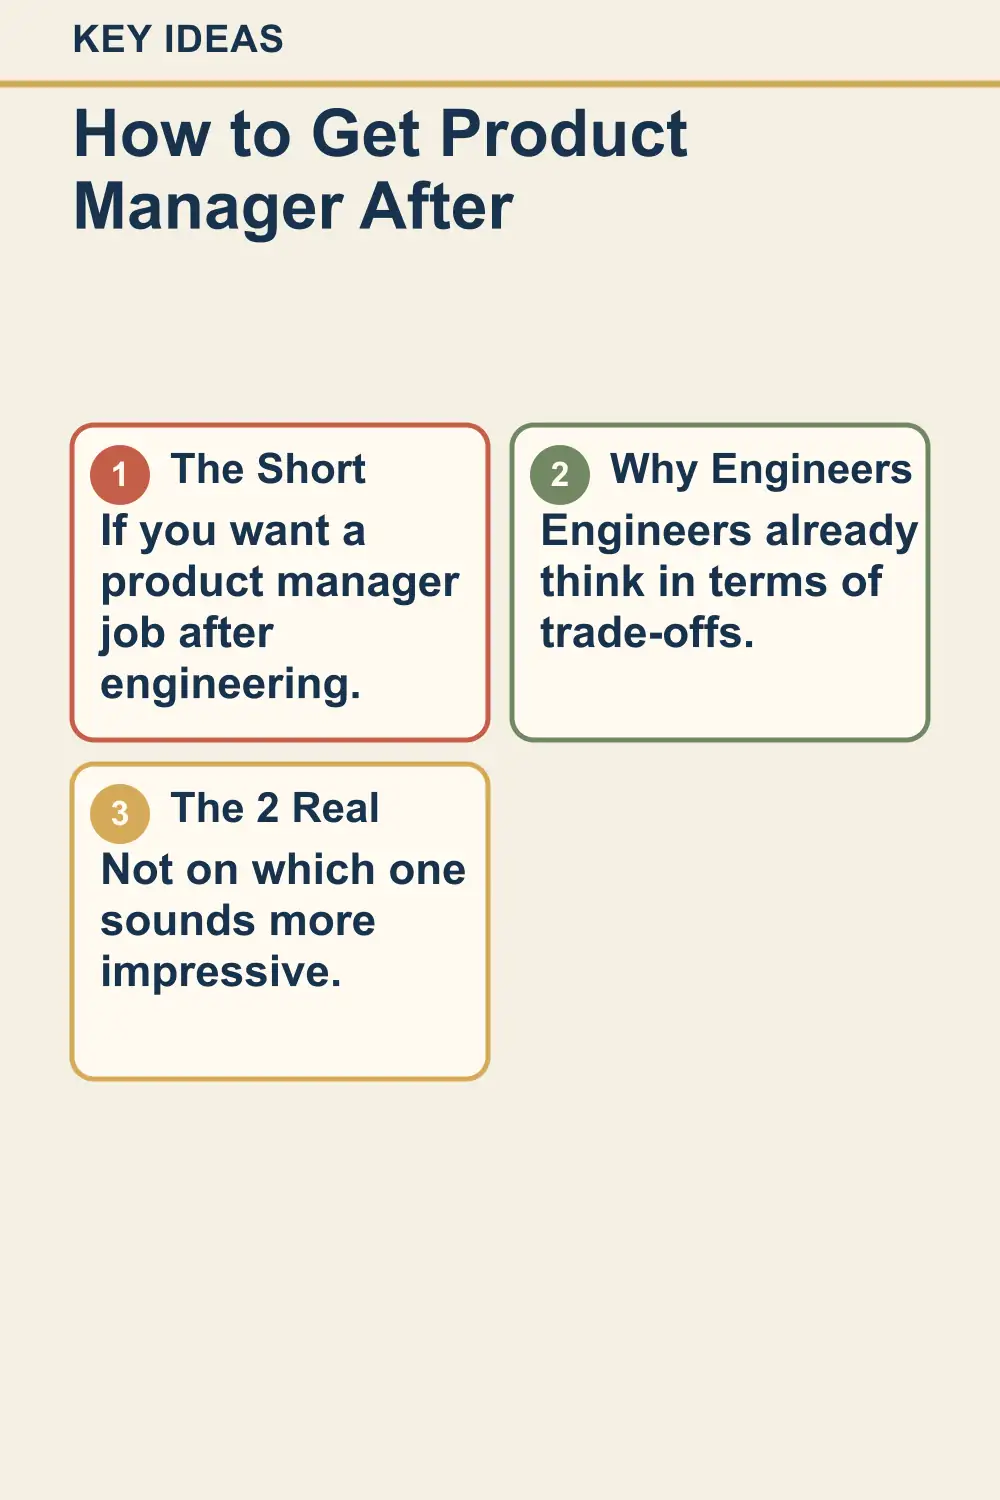 KEY IDEAS
How to Get Product
Manager After
1 The Short
If you want a
product manager
job after
engineering.
2 Why Engineers
Engineers already
think in terms of
trade-offs.
3 The 2 Real
Not on which one
sounds more
impressive.